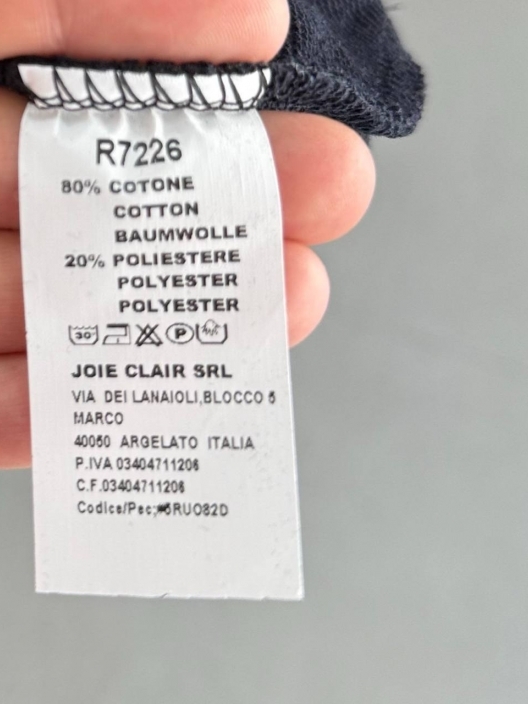 R7226
80% COTONE
COTTON
BAUMWOLLE
20% POLIESTERE
POLYESTER
POLYESTER
30° P
JOIE CLAIR SRL
VIA DEI LANAIOLI,BLOCCO 5
MARCO
40050 ARGELATO ITALIA
P.IVA 03404711206
C.F.03404711206
Codice/Pec: